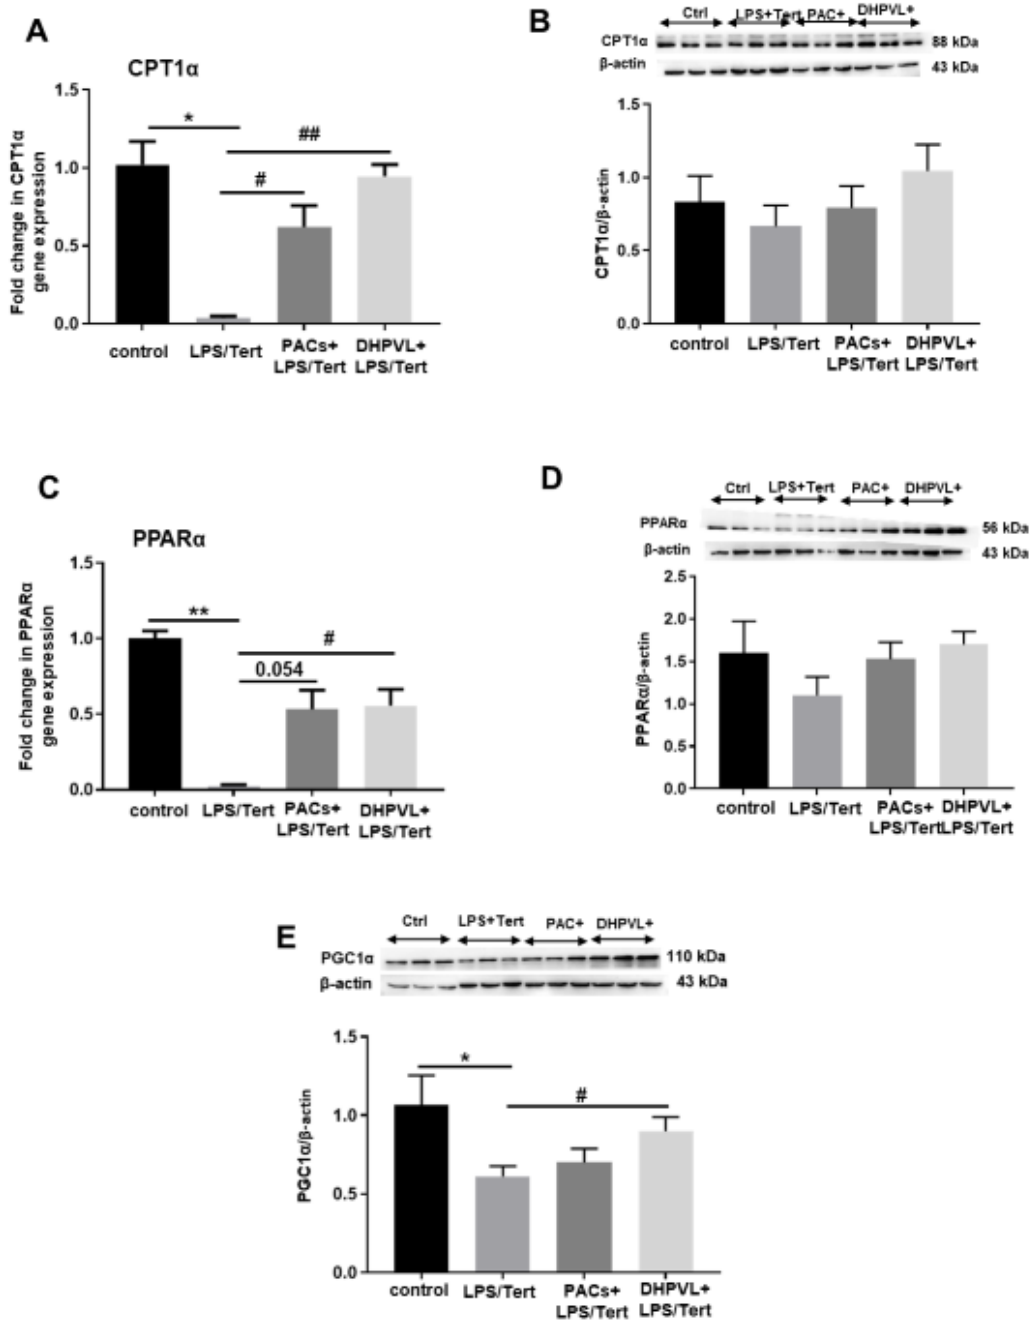 A
CPT1α
Fold change in CPT1α
gene expression
1.5
1.0
0.5
0.0
*
##
#
control
LPS/Tert
PACs+
LPS/Tert
DHPVL+
LPS/Tert
B
Ctrl
LPS+Tert
PAC+
DHPVL+
CPT1α
88 kDa
β-actin
43 kDa
CPT1α/β-actin
1.5
1.0
0.5
0.0
control
LPS/Tert
PACs+
LPS/Tert
DHPVL+
LPS/Tert
C
PPARα
Fold change in PPARα
gene expression
1.5
1.0
0.5
0.0
**
#
0.054
control
LPS/Tert
PACs+
LPS/Tert
DHPVL+
LPS/Tert
D
Ctrl
LPS+Tert
PAC+
DHPVL+
PPARα
56 kDa
β-actin
43 kDa
PPARα/β-actin
2.5
2.0
1.5
1.0
0.5
0.0
control
LPS/Tert
PACs+
LPS/Tert
DHPVL+
LPS/Tert
E
Ctrl
LPS+Tert
PAC+
DHPVL+
PGC1α
110 kDa
β-actin
43 kDa
PGC1α/β-actin
1.5
1.0
0.5
0.0
*
#
control
LPS/Tert
PACs+
LPS/Tert
DHPVL+
LPS/Tert